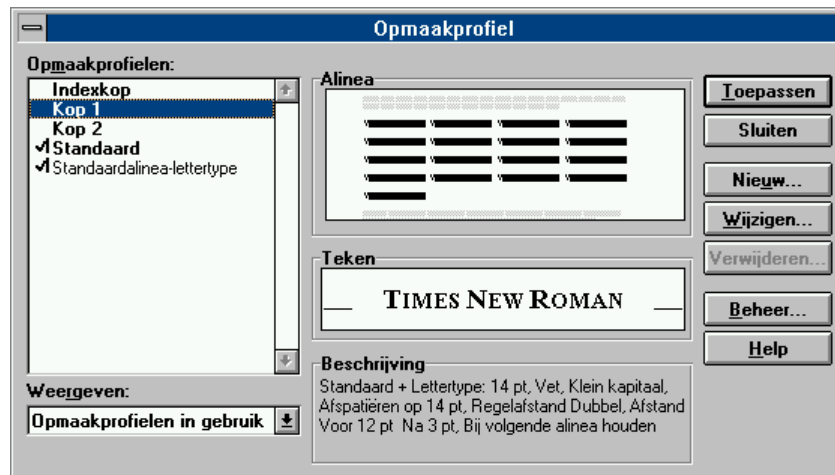 Opmaakprofiel
Opmaakprofielen:
Indexkop
Kop 1
Kop 2
Standaard
Standaardalinea-lettertype
Weergeven:
Opmaakprofielen in gebruik
Alinea
Teken
TIMES NEW ROMAN
Beschrijving
Standaard + Lettertype: 14 pt, Vet, Klein kapitaal,
Afspatiëren op 14 pt, Regelafstand Dubbel, Afstand
Voor 12 pt Na 3 pt, Bij volgende alinea houden
Toepassen
Sluiten
Nieuw...
Wijzigen...
Verwijderen...
Beheer...
Help